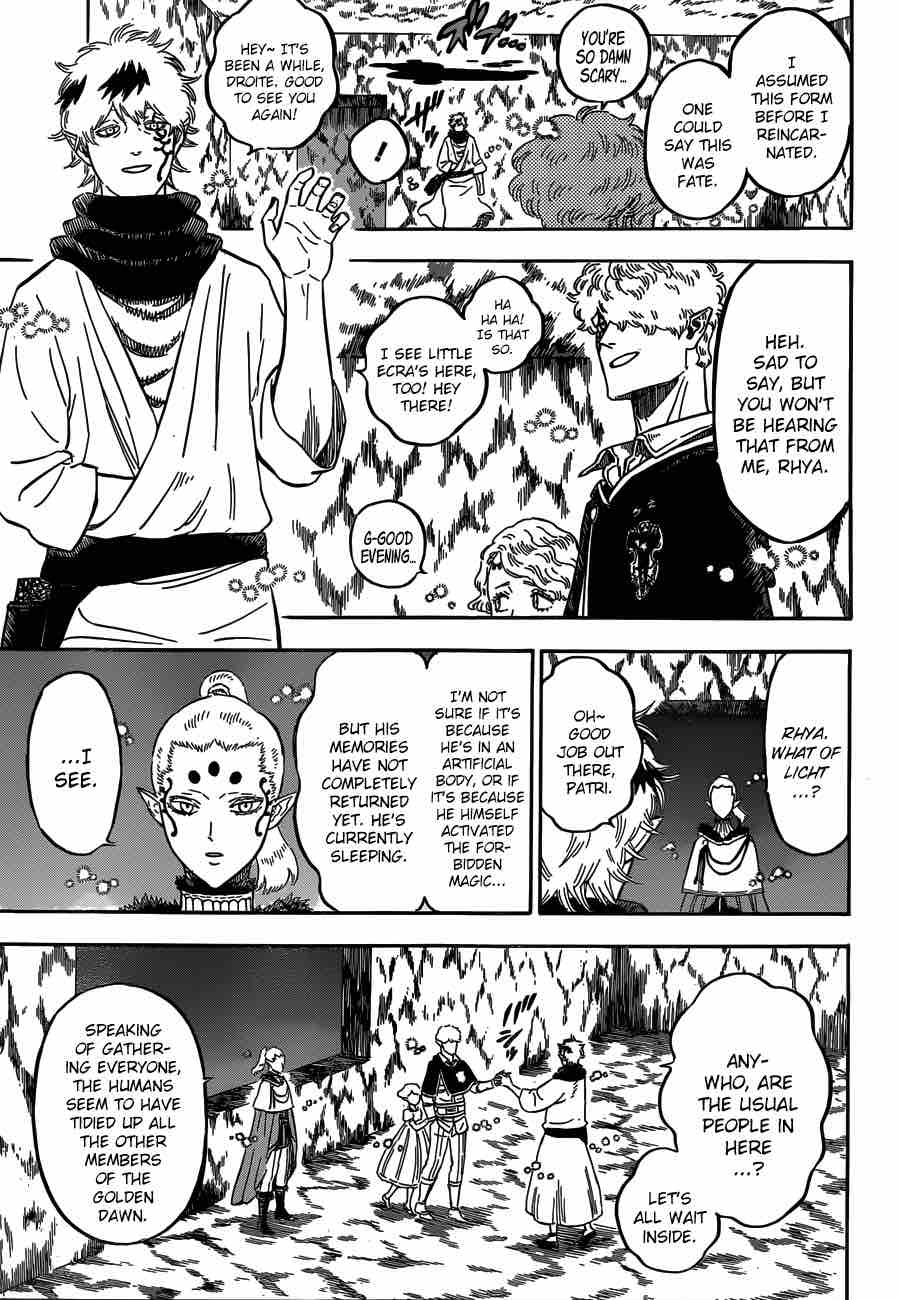 I
ASSUMED
THIS FORM
BEFORE I
REINCAR-
NATED.
ONE
COULD
SAY THIS
WAS
FATE.
YOU'RE
SO DAMN
SCARY...
!
HEY~ IT'S
BEEN A WHILE,
DROITE. GOOD
TO SEE YOU
AGAIN!
HEH.
SAD TO
SAY, BUT
YOU WON'T
BE HEARING
THAT FROM
ME, RHYA.
HA
HA HA!
IS THAT
SO.
I SEE LITTLE
ECRA'S HERE,
TOO! HEY
THERE!
G-GOOD
EVENING...
RHYA.
WHAT OF
LICHT
...?
OH~
GOOD
JOB OUT
THERE,
PATRI.
I'M NOT
SURE IF IT'S
BECAUSE
HE'S IN AN
ARTIFICIAL
BODY, OR IF
IT'S BECAUSE
HE HIMSELF
ACTIVATED
THE FOR-
BIDDEN
MAGIC...
BUT HIS
MEMORIES
HAVE NOT
COMPLETELY
RETURNED
YET. HE'S
CURRENTLY
SLEEPING.
...I
SEE.
ANY-
WHO, ARE
THE USUAL
PEOPLE IN
HERE
...?
LET'S
ALL WAIT
INSIDE.
SPEAKING
OF GATHER-
ING EVERYONE,
THE HUMANS
SEEM TO HAVE
TIDIED UP ALL
THE OTHER
MEMBERS
OF THE
GOLDEN
DAWN.